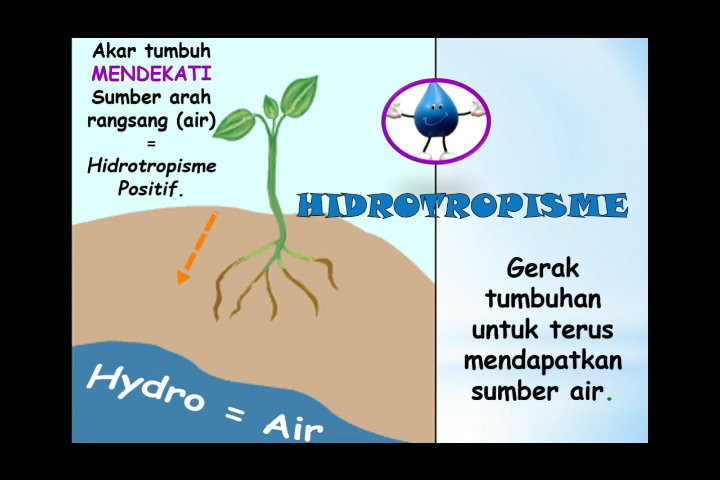 Akar tumbuh
MENDEKATI
Sumber arah
rangsang (air)
=
Hidrotropisme
Positif.
HIDROTROPISME
Gerak
tumbuhan
untuk terus
mendapatkan
sumber air.
Hydro = Air